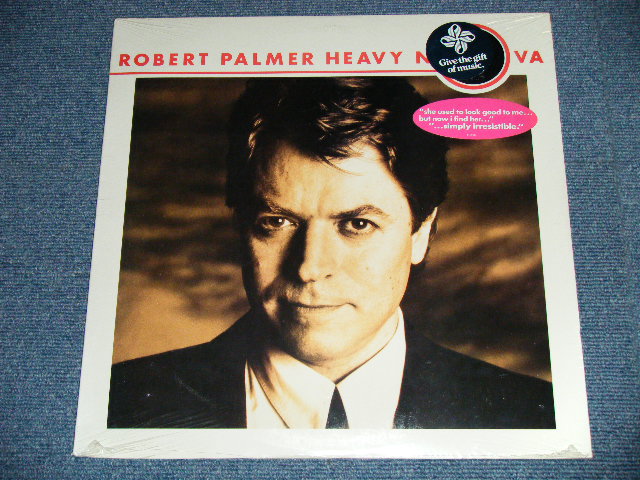 ROBERT PALMER HEAVY N VA
Give the gift
of music.
"she used to look good to me...
but now i find her..."
"...simply irresistible."